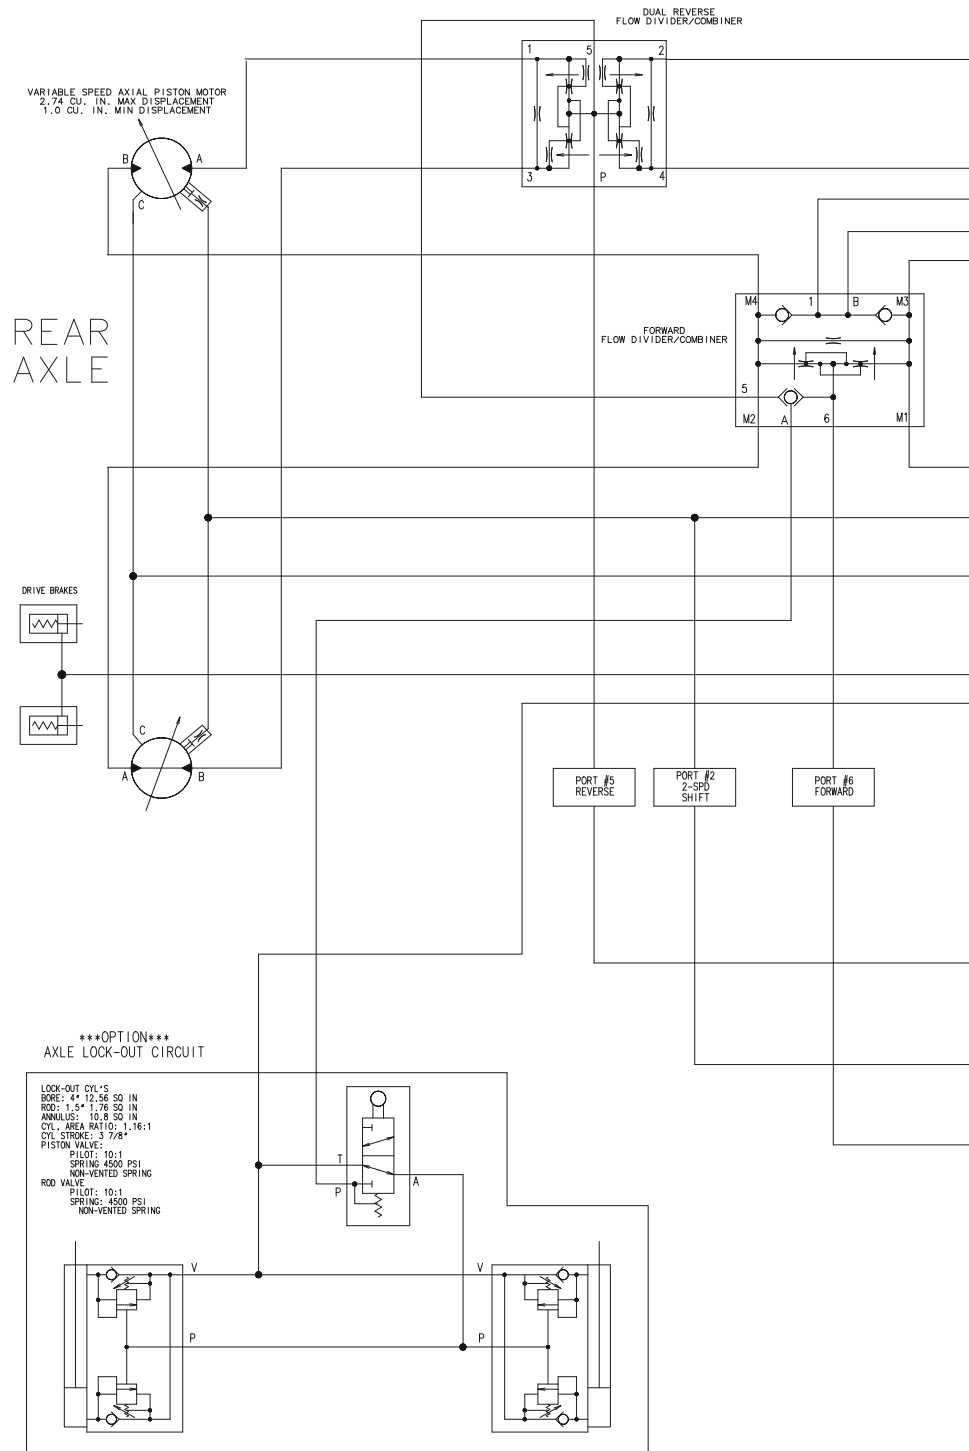 DUAL REVERSE
FLOW DIVIDER/COMBINER
1
5
2
3
P
4
VARIABLE SPEED AXIAL PISTON MOTOR
2.74 CU. IN. MAX DISPLACEMENT
1.0 CU. IN. MIN DISPLACEMENT
B
A
C
REAR
AXLE
FORWARD
FLOW DIVIDER/COMBINER
M4
1
B
M3
5
M2
A
6
M1
DRIVE BRAKES
C
A
B
PORT #5
REVERSE
PORT #2
2-SPD
SHIFT
PORT #6
FORWARD
***OPTION***
AXLE LOCK-OUT CIRCUIT
LOCK-OUT CYL'S
BORE: 4" 12.56 SQ IN
ROD: 1.5" 1.76 SQ IN
ANNULUS: 10.8 SQ IN
CYL. AREA RATIO: 1.16:1
CYL STROKE: 3 7/8"
PISTON VALVE:
PILOT: 10:1
SPRING 4500 PSI
NON-VENTED SPRING
ROD VALVE
PILOT: 10:1
SPRING: 4500 PSI
NON-VENTED SPRING
T
P
A
V
V
P
P